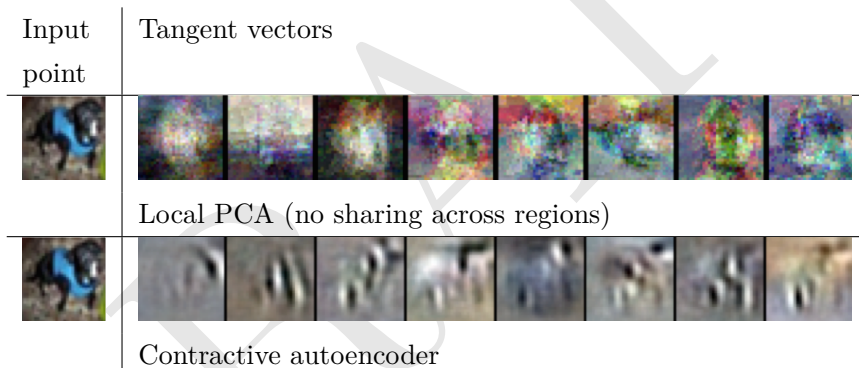 Input Tangent vectors
point
Local PCA (no sharing across regions)
Contractive autoencoder